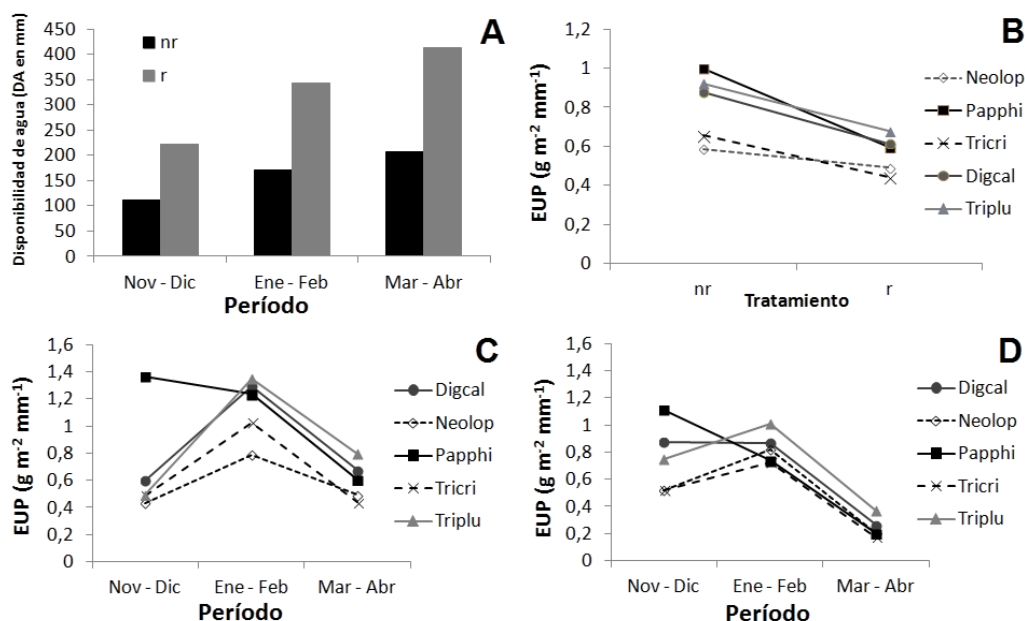 A
Disponibilidad de agua (DA en mm)
450
400
350
300
250
200
150
100
50
0
nr
r
Nov - Dic
Ene - Feb
Mar - Abr
Período
B
EUP (g m-2 mm-1)
1,2
1
0,8
0,6
0,4
0,2
0
nr
r
Tratamiento
Neolop
Papphi
Tricri
Digcal
Triplu
C
EUP (g m-2 mm-1)
1,6
1,4
1,2
1
0,8
0,6
0,4
0,2
0
Nov - Dic
Ene - Feb
Mar - Abr
Período
Digcal
Neolop
Papphi
Tricri
Triplu
D
EUP (g m-2 mm-1)
1,6
1,4
1,2
1
0,8
0,6
0,4
0,2
0
Nov - Dic
Ene - Feb
Mar - Abr
Período
Digcal
Neolop
Papphi
Tricri
Triplu